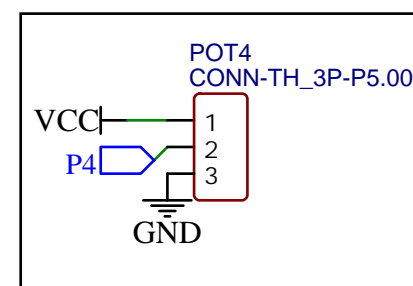 POT4
CONN-TH_3P-P5.00
VCC
1
P4
2
3
GND